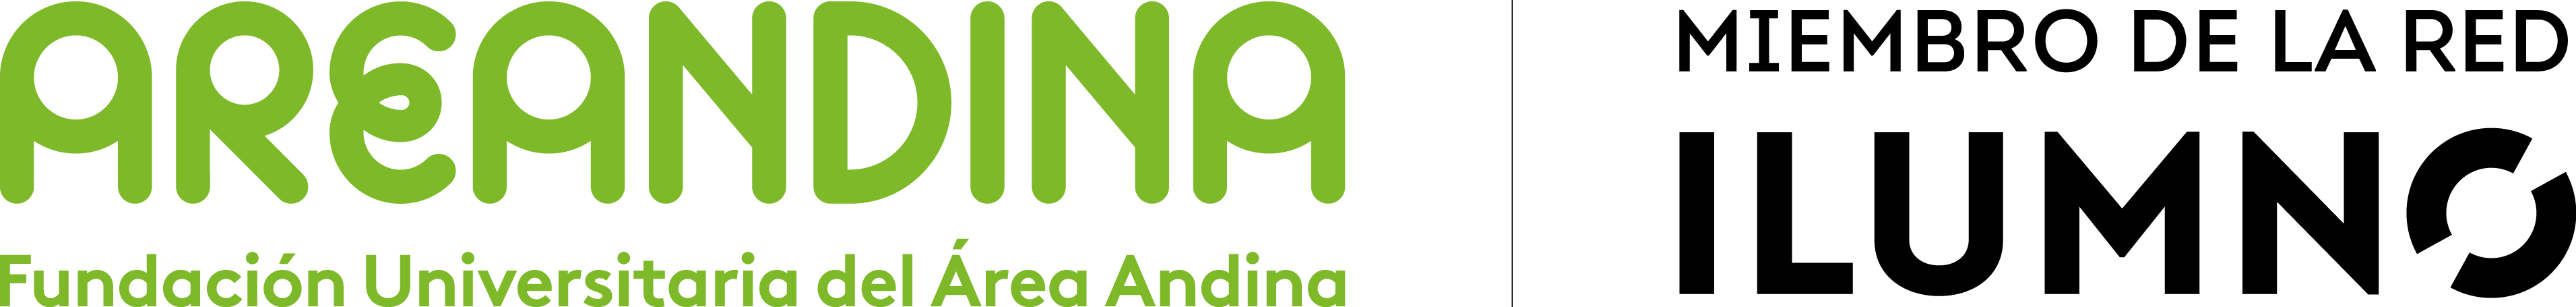 AREANDINA
Fundación Universitaria del Área Andina
MIEMBRO DE LA RED
ILUMNO